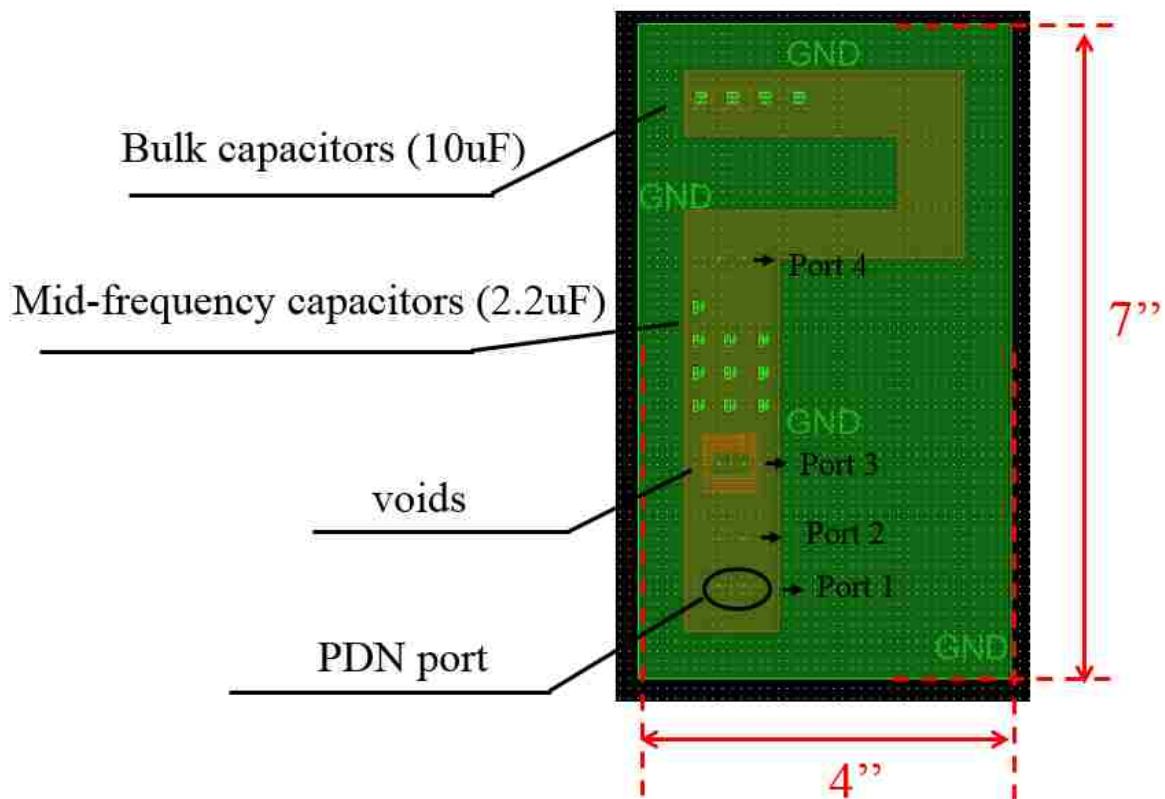 GND
Bulk capacitors (10uF)
GND
Port 4
Mid-frequency capacitors (2.2uF)
7’’
GND
Port 3
voids
Port 2
Port 1
PDN port
GND
4’’